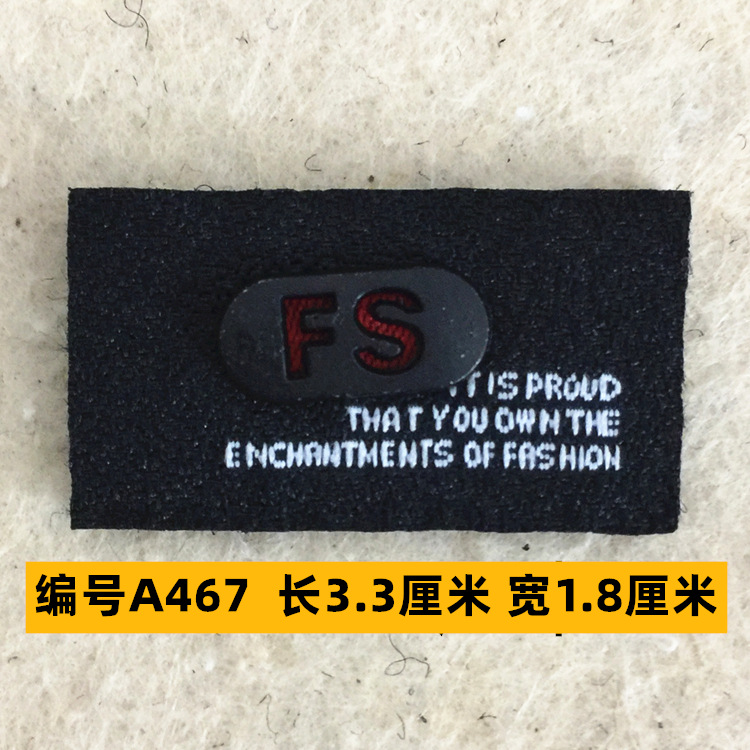 FS
IT IS PROUD
THAT YOU OWN THE
ENCHANTMENTS OF FASHION
编号A467 长3.3厘米 宽1.8厘米